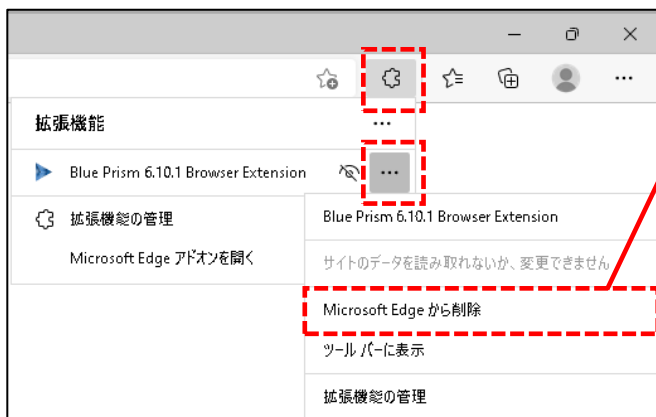 拡張機能
Blue Prism 6.10.1 Browser Extension
拡張機能の管理
Microsoft Edge アドオンを開く
Blue Prism 6.10.1 Browser Extension
サイトのデータを読み取れないか、変更できません
Microsoft Edge から削除
ツール バーに表示
拡張機能の管理